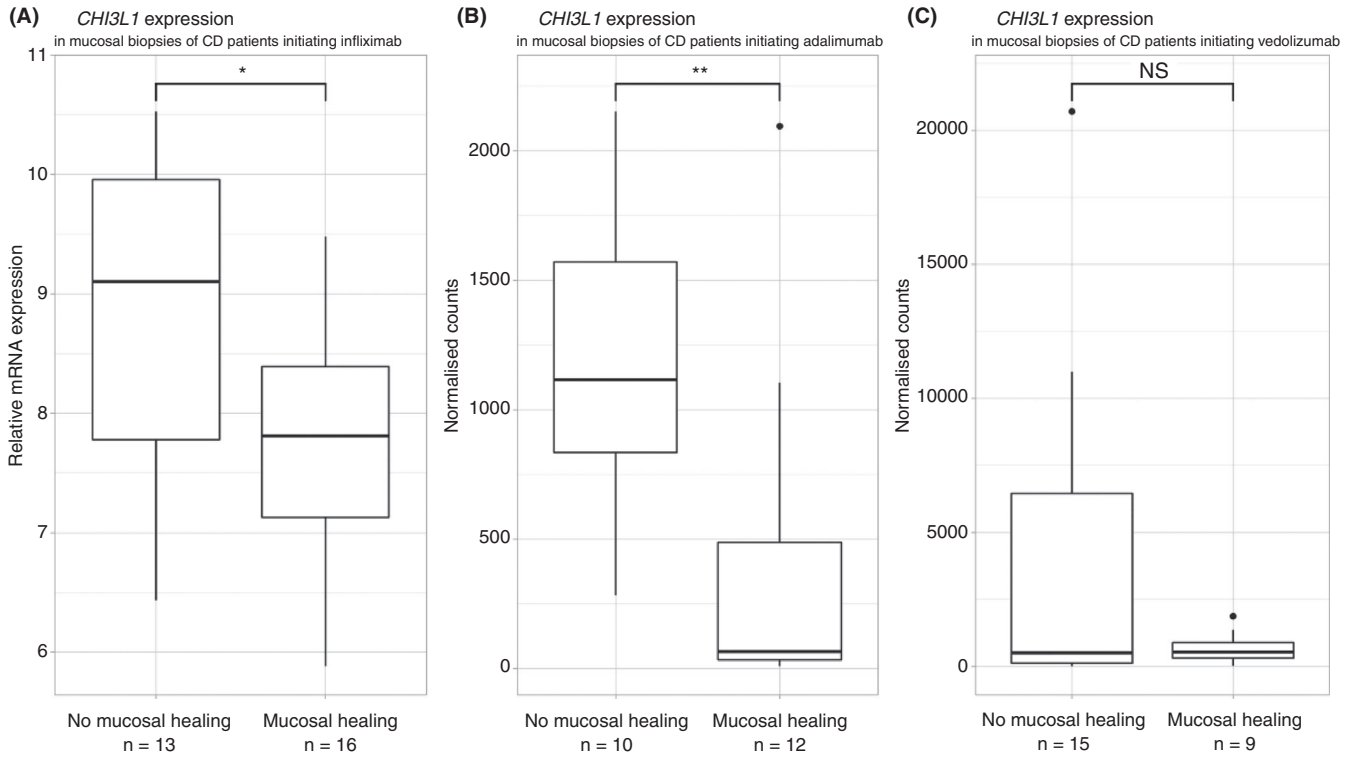 (A)
CHI3L1 expression
in mucosal biopsies of CD patients initiating infliximab
Relative mRNA expression
11
10
9
8
7
6
*
No mucosal healing
n = 13
Mucosal healing
n = 16
(B)
CHI3L1 expression
in mucosal biopsies of CD patients initiating adalimumab
Normalised counts
2000
1500
1000
500
0
**
No mucosal healing
n = 10
Mucosal healing
n = 12
(C)
CHI3L1 expression
in mucosal biopsies of CD patients initiating vedolizumab
Normalised counts
20000
15000
10000
5000
0
NS
No mucosal healing
n = 15
Mucosal healing
n = 9